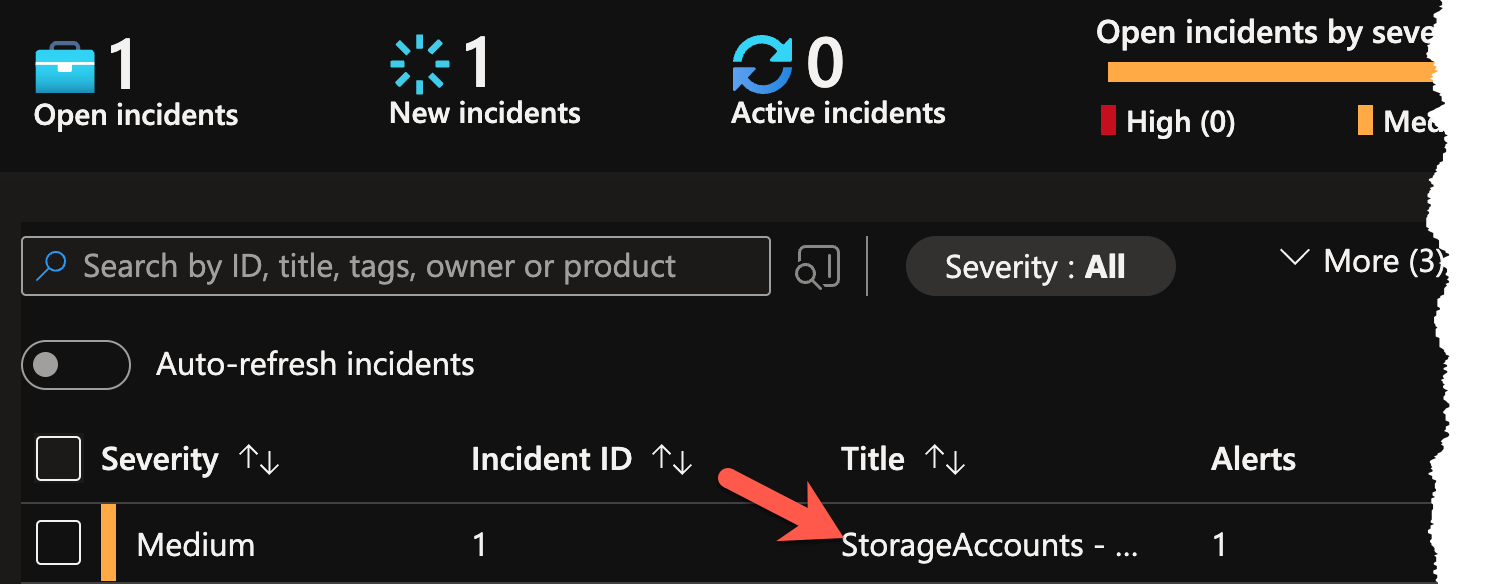 1
Open incidents
1
New incidents
0
Active incidents
Open incidents by seve
High (0)
Med
Search by ID, title, tags, owner or product
Severity : All
More (3)
Auto-refresh incidents
Severity Incident ID Title Alerts
Medium 1 StorageAccounts - ... 1